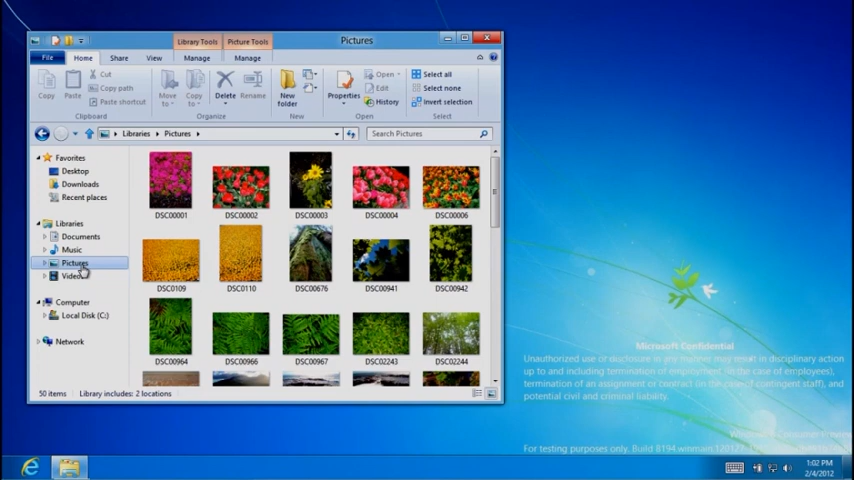 Library Tools
Picture Tools
Pictures
File
Home
Share
View
Manage
Manage
Copy
Paste
Cut
Copy path
Paste shortcut
Clipboard
Move to
Copy to
Delete
Rename
Organize
New folder
New
Properties
Open
Edit
History
Open
Select all
Select none
Invert selection
Select
Libraries
Pictures
Search Pictures
Favorites
Desktop
Downloads
Recent places
Libraries
Documents
Music
Pictures
Computer
Local Disk (C:)
Network
DSC00001
DSC00002
DSC00003
DSC00004
DSC00006
DSC0109
DSC0110
DSC00676
DSC00941
DSC00942
DSC00964
DSC00966
DSC00967
DSC02243
DSC02244
50 items
Library includes: 2 locations
Microsoft Confidential
Unauthorized use or disclosure in any manner may result in disciplinary action
up to and including termination of employment (in the case of employees),
termination of an assignment or contract (in the case of contingent staff), and
potential civil and criminal liability.
For testing purposes only. Build 8194.winmain
1:02 PM
2/4/2012